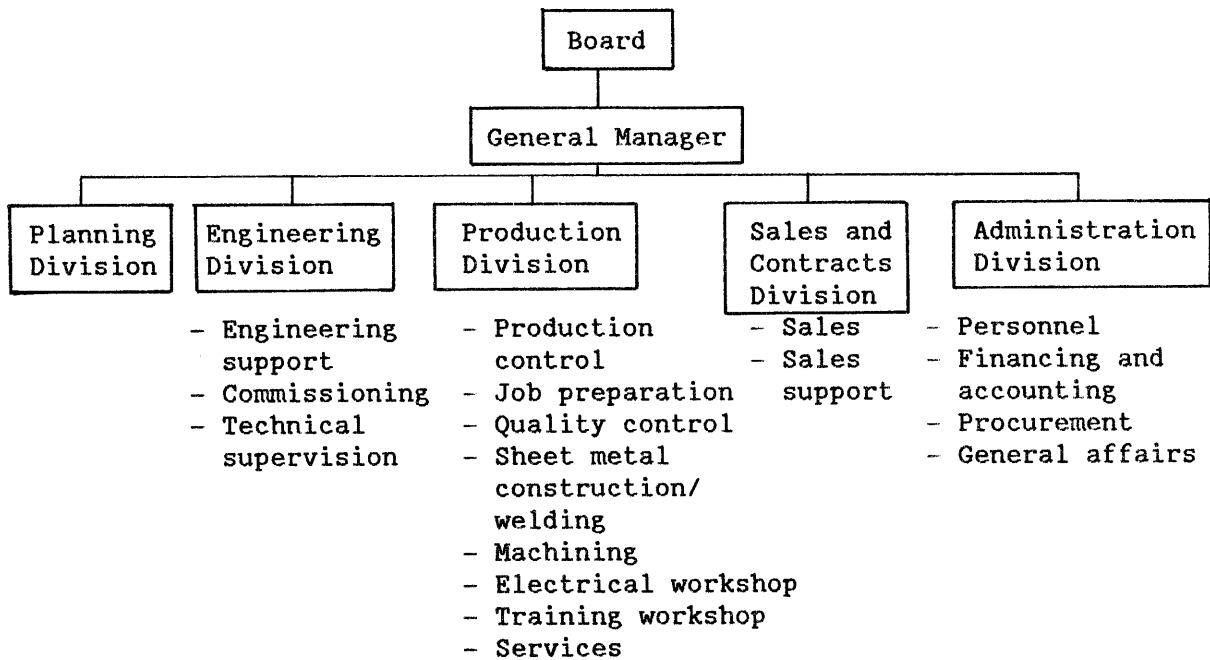 Board
General Manager
Planning
Division
Engineering
Division
Production
Division
Sales and
Contracts
Division
Administration
Division
- Engineering
support
- Commissioning
- Technical
supervision
- Production
control
- Job preparation
- Quality control
- Sheet metal
construction/
welding
- Machining
- Electrical workshop
- Training workshop
- Services
- Sales
- Sales
support
- Personnel
- Financing and
accounting
- Procurement
- General affairs